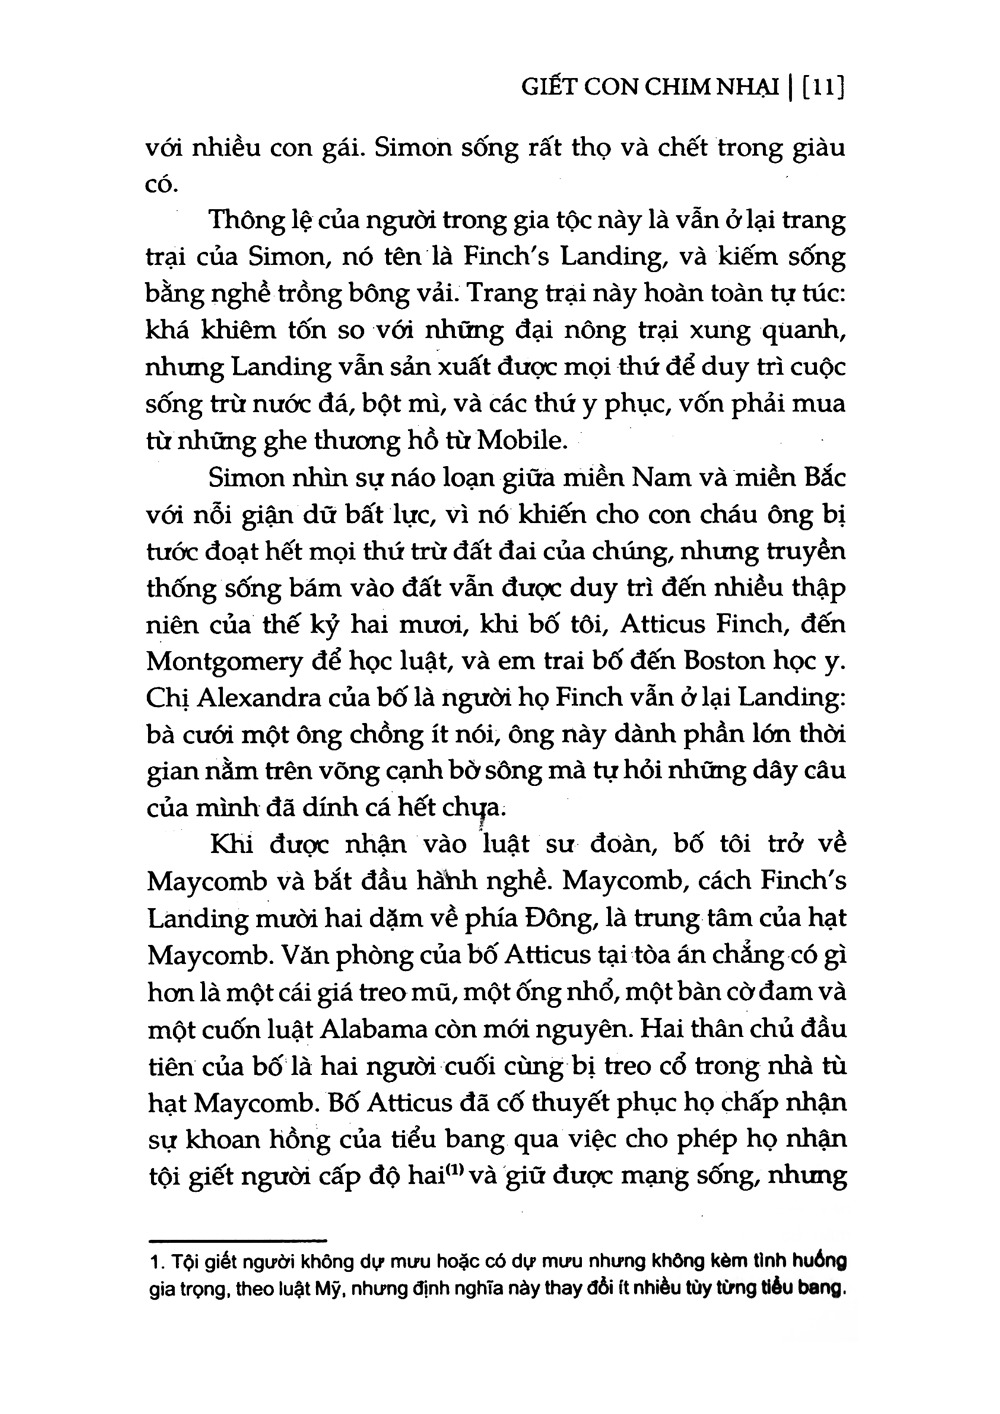 GIẾT CON CHIM NHẠI | [11]
với nhiều con gái. Simon sống rất thọ và chết trong giàu
có.
Thông lệ của người trong gia tộc này là vẫn ở lại trang
trại của Simon, nó tên là Finch's Landing, và kiếm sống
bằng nghề trồng bông vải. Trang trại này hoàn toàn tự túc:
khá khiêm tốn so với những đại nông trại xung quanh,
nhưng Landing vẫn sản xuất được mọi thứ để duy trì cuộc
sống trừ nước đá, bột mì, và các thứ y phục, vốn phải mua
từ những ghe thương hồ từ Mobile.
Simon nhìn sự náo loạn giữa miền Nam và miền Bắc
với nỗi giận dữ bất lực, vì nó khiến cho con cháu ông bị
tước đoạt hết mọi thứ trừ đất đai của chúng, nhưng truyền
thống sống bám vào đất vẫn được duy trì đến nhiều thập
niên của thế kỷ hai mươi, khi bố tôi, Atticus Finch, đến
Montgomery để học luật, và em trai bố đến Boston học y.
Chị Alexandra của bố là người họ Finch vẫn ở lại Landing:
bà cưới một ông chồng ít nói, ông này dành phần lớn thời
gian nằm trên võng cạnh bờ sông mà tự hỏi những dây câu
của mình đã dính cá hết chưa.
Khi được nhận vào luật sư đoàn, bố tôi trở về
Maycomb và bắt đầu hành nghề. Maycomb, cách Finch's
Landing mười hai dặm về phía Đông, là trung tâm của hạt
Maycomb. Văn phòng của bố Atticus tại tòa án chẳng có gì
hơn là một cái giá treo mũ, một ống nhổ, một bàn cờ đam và
một cuốn luật Alabama còn mới nguyên. Hai thân chủ đầu
tiên của bố là hai người cuối cùng bị treo cổ trong nhà tù
hạt Maycomb. Bố Atticus đã cố thuyết phục họ chấp nhận
sự khoan hồng của tiểu bang qua việc cho phép họ nhận
tội giết người cấp độ hai(1) và giữ được mạng sống, nhưng
1. Tội giết người không dự mưu hoặc có dự mưu nhưng không kèm tình huống
gia trọng, theo luật Mỹ, nhưng định nghĩa này thay đổi ít nhiều tùy từng tiểu bang.